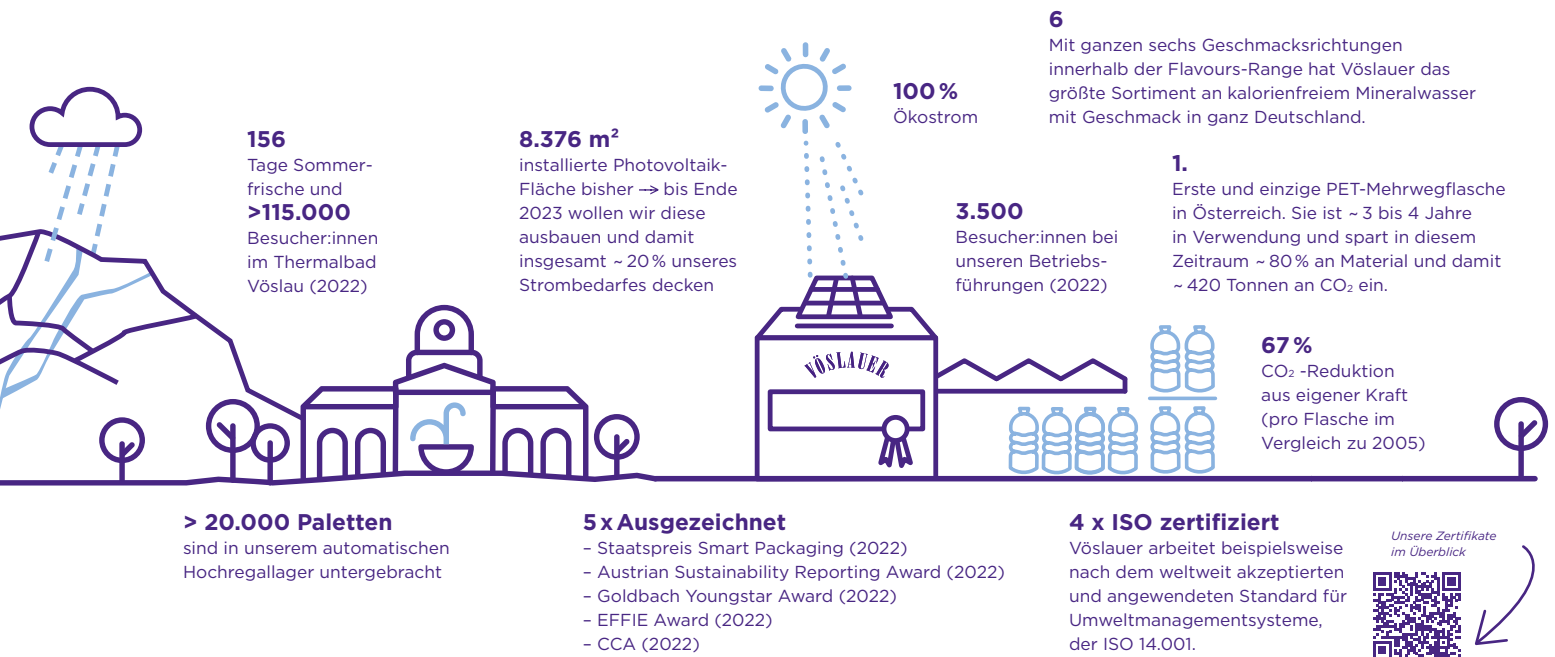 6
Mit ganzen sechs Geschmacksrichtungen
innerhalb der Flavours-Range hat Vöslauer das
größte Sortiment an kalorienfreiem Mineralwasser
mit Geschmack in ganz Deutschland.
100 %
Ökostrom
156
Tage Sommer-
frische und
>115.000
Besucher:innen
im Thermalbad
Vöslau (2022)
8.376 m²
installierte Photovoltaik-
Fläche bisher → bis Ende
2023 wollen wir diese
ausbauen und damit
insgesamt ~ 20 % unseres
Strombedarfes decken
3.500
Besucher:innen bei
unseren Betriebs-
führungen (2022)
1.
Erste und einzige PET-Mehrwegflasche
in Österreich. Sie ist ~ 3 bis 4 Jahre
in Verwendung und spart in diesem
Zeitraum ~ 80 % an Material und damit
~ 420 Tonnen an CO₂ ein.
VÖSLAUER
67 %
CO₂ -Reduktion
aus eigener Kraft
(pro Flasche im
Vergleich zu 2005)
> 20.000 Paletten
sind in unserem automatischen
Hochregallager untergebracht
5 x Ausgezeichnet
– Staatspreis Smart Packaging (2022)
– Austrian Sustainability Reporting Award (2022)
– Goldbach Youngstar Award (2022)
– EFFIE Award (2022)
– CCA (2022)
4 x ISO zertifiziert
Vöslauer arbeitet beispielsweise
nach dem weltweit akzeptierten
und angewendeten Standard für
Umweltmanagementsysteme,
der ISO 14.001.
Unsere Zertifikate
im Überblick